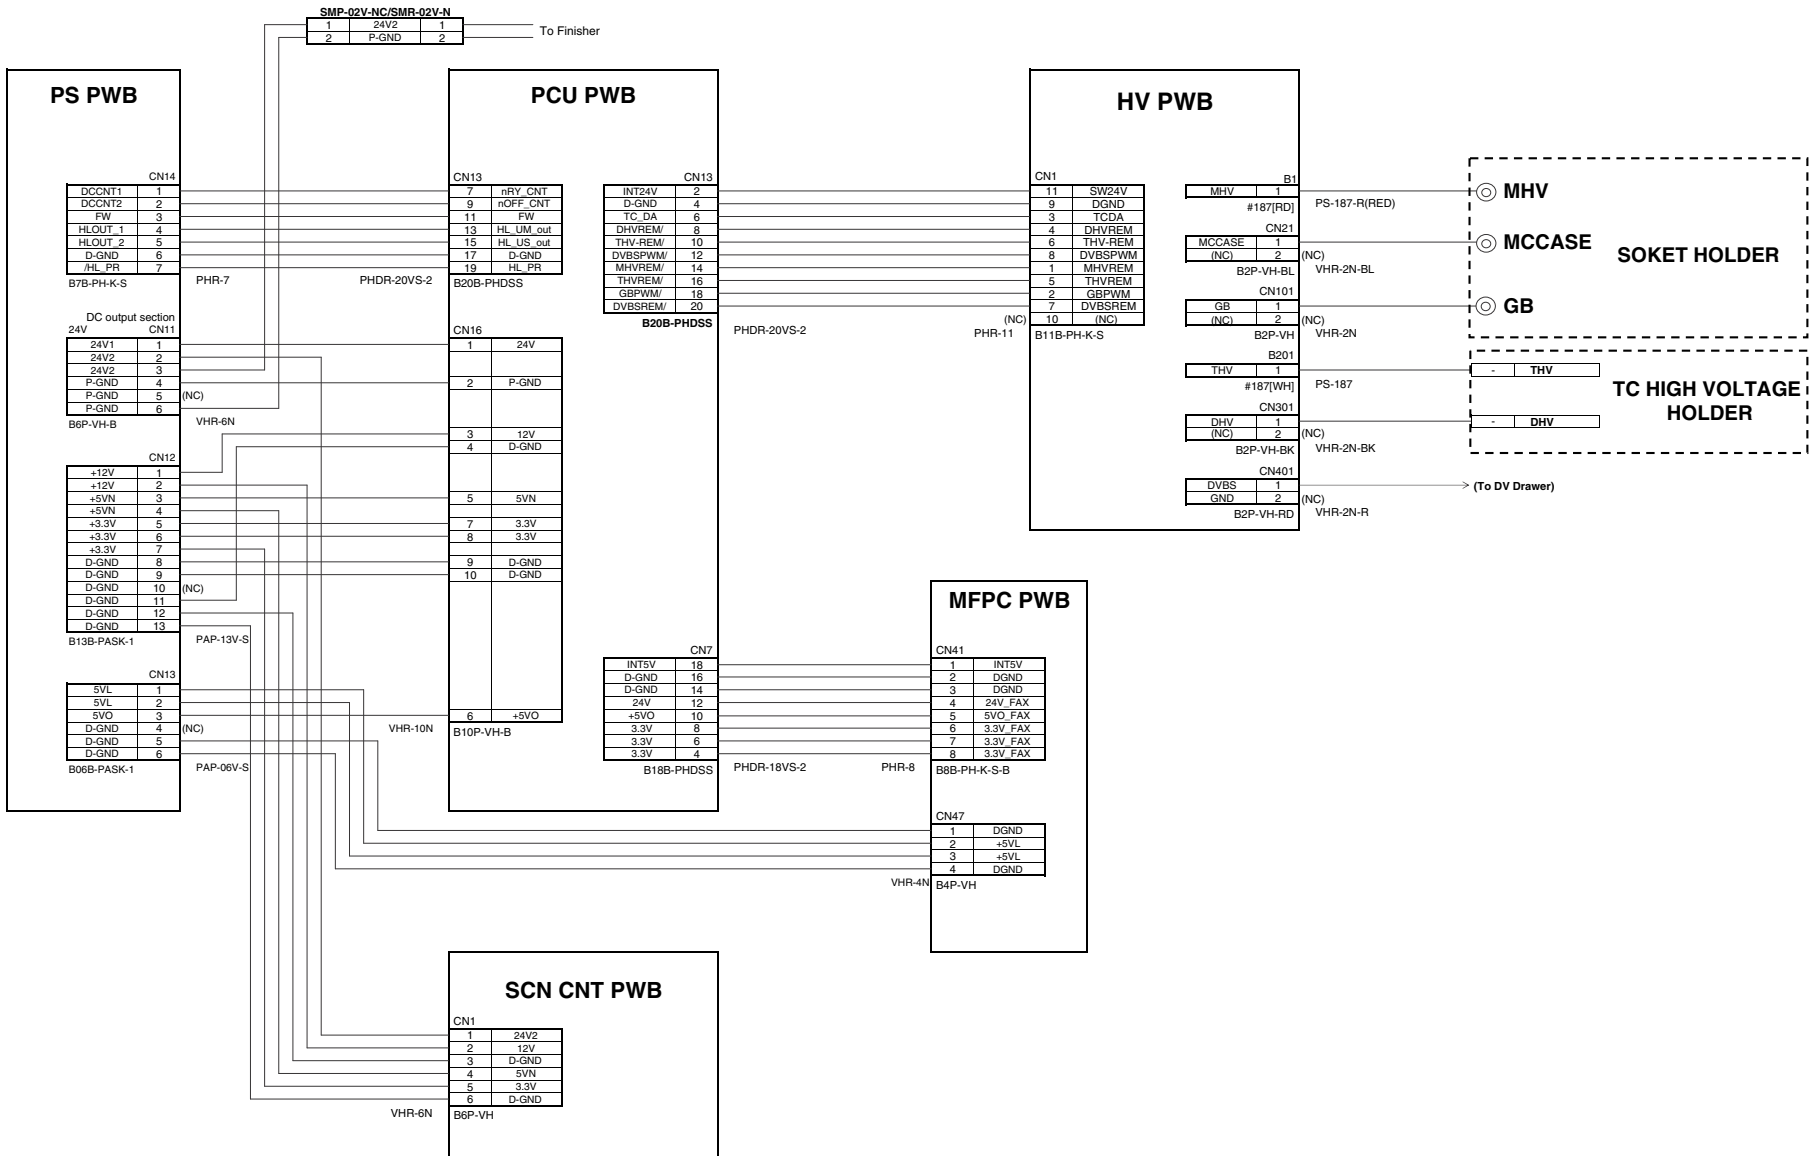 SMP-02V-NC/SMR-02V-N
1 24V2 1
2 P-GND 2
To Finisher
PS PWB
CN14
DCCNT1 1
DCCNT2 2
FW 3
HLOUT_1 4
HLOUT_2 5
D-GND 6
/HL_PR 7
B7B-PH-K-S
PHR-7
DC output section
24V CN11
24V1 1
24V2 2
24V2 3
P-GND 4
P-GND 5 (NC)
P-GND 6
B6P-VH-B
VHR-6N
CN12
+12V 1
+12V 2
+5VN 3
+5VN 4
+3.3V 5
+3.3V 6
+3.3V 7
D-GND 8
D-GND 9
D-GND 10 (NC)
D-GND 11
D-GND 12
D-GND 13
B13B-PASK-1
PAP-13V-S
CN13
5VL 1
5VL 2
5VO 3
D-GND 4 (NC)
D-GND 5
D-GND 6
B06B-PASK-1
PAP-06V-S
PCU PWB
CN13
7 nRY_CNT
9 nOFF_CNT
11 FW
13 HL_UM_out
15 HL_US_out
17 D-GND
19 HL_PR
PHDR-20VS-2
B20B-PHDSS
CN16
1 24V
2 P-GND
3 12V
4 D-GND
5 5VN
7 3.3V
8 3.3V
9 D-GND
10 D-GND
6 +5VO
VHR-10N
B10P-VH-B
CN13
INT24V 2
D-GND 4
TC_DA 6
DHVREM/ 8
THV-REM/ 10
DVBSPWM/ 12
MHVREM/ 14
THVREM/ 16
GBPWM/ 18
DVBSREM/ 20
B20B-PHDSS
PHDR-20VS-2
CN7
INT5V 18
D-GND 16
D-GND 14
24V 12
+5VO 10
3.3V 8
3.3V 6
3.3V 4
B18B-PHDSS
PHDR-18VS-2
HV PWB
CN1
11 SW24V
9 DGND
3 TCDA
4 DHVREM
6 THV-REM
8 DVBSPWM
1 MHVREM
5 THVREM
2 GBPWM
7 DVBSREM
(NC) 10 (NC)
PHR-11
B11B-PH-K-S
B1
MHV 1
#187[RD]
PS-187-R(RED)
CN21
MCCASE 1
(NC) 2 (NC)
B2P-VH-BL
VHR-2N-BL
CN101
GB 1
(NC) 2 (NC)
B2P-VH
VHR-2N
B201
THV 1
#187[WH]
PS-187
CN301
DHV 1
(NC) 2 (NC)
B2P-VH-BK
VHR-2N-BK
CN401
DVBS 1
GND 2 (NC)
B2P-VH-RD
VHR-2N-R
MHV
MCCASE
GB
SOKET HOLDER
- THV
- DHV
TC HIGH VOLTAGE
HOLDER
(To DV Drawer)
MFPC PWB
CN41
1 INT5V
2 DGND
3 DGND
4 24V_FAX
5 5VO_FAX
6 3.3V_FAX
7 3.3V_FAX
8 3.3V_FAX
PHR-8
B8B-PH-K-S-B
CN47
1 DGND
2 +5VL
3 +5VL
4 DGND
VHR-4N
B4P-VH
SCN CNT PWB
CN1
1 24V2
2 12V
3 D-GND
4 5VN
5 3.3V
6 D-GND
VHR-6N
B6P-VH